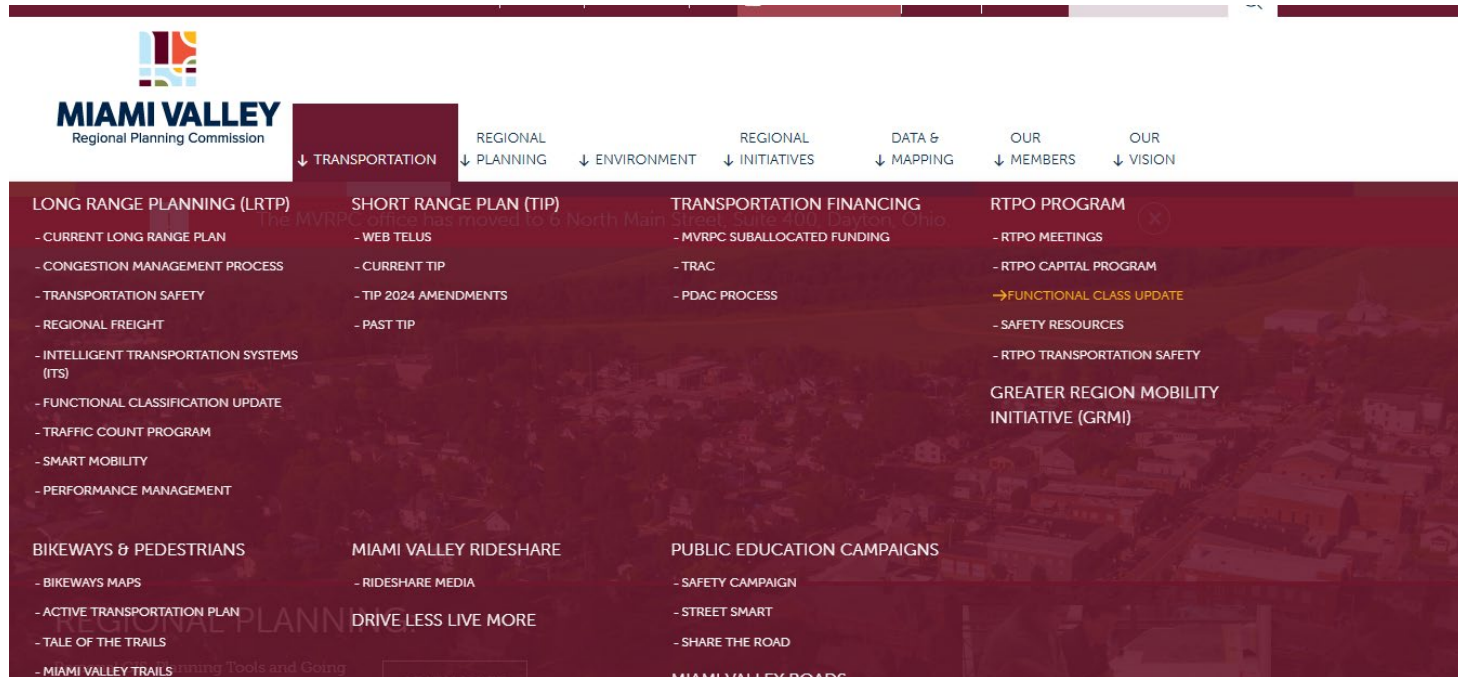 MIAMI VALLEY
Regional Planning Commission
↓ TRANSPORTATION
REGIONAL
↓ PLANNING
↓ ENVIRONMENT
REGIONAL
↓ INITIATIVES
DATA &
↓ MAPPING
OUR
↓ MEMBERS
OUR
↓ VISION
The MVRPC office has moved to 6 North Main Street, Suite 400, Dayton, Ohio.
LONG RANGE PLANNING (LRTP)
- CURRENT LONG RANGE PLAN
- CONGESTION MANAGEMENT PROCESS
- TRANSPORTATION SAFETY
- REGIONAL FREIGHT
- INTELLIGENT TRANSPORTATION SYSTEMS
(ITS)
- FUNCTIONAL CLASSIFICATION UPDATE
- TRAFFIC COUNT PROGRAM
- SMART MOBILITY
- PERFORMANCE MANAGEMENT
SHORT RANGE PLAN (TIP)
- WEB TELUS
- CURRENT TIP
- TIP 2024 AMENDMENTS
- PAST TIP
TRANSPORTATION FINANCING
- MVRPC SUBALLOCATED FUNDING
- TRAC
- PDAC PROCESS
RTPO PROGRAM
- RTPO MEETINGS
- RTPO CAPITAL PROGRAM
→FUNCTIONAL CLASS UPDATE
- SAFETY RESOURCES
- RTPO TRANSPORTATION SAFETY
GREATER REGION MOBILITY
INITIATIVE (GRMI)
BIKEWAYS & PEDESTRIANS
- BIKEWAYS MAPS
- ACTIVE TRANSPORTATION PLAN
- TALE OF THE TRAILS
- MIAMI VALLEY TRAILS
MIAMI VALLEY RIDESHARE
- RIDESHARE MEDIA
DRIVE LESS LIVE MORE
PUBLIC EDUCATION CAMPAIGNS
- SAFETY CAMPAIGN
- STREET SMART
- SHARE THE ROAD
MIAMI VALLEY ROADS
REGIONAL PLANNING.
Planning Tools and Going